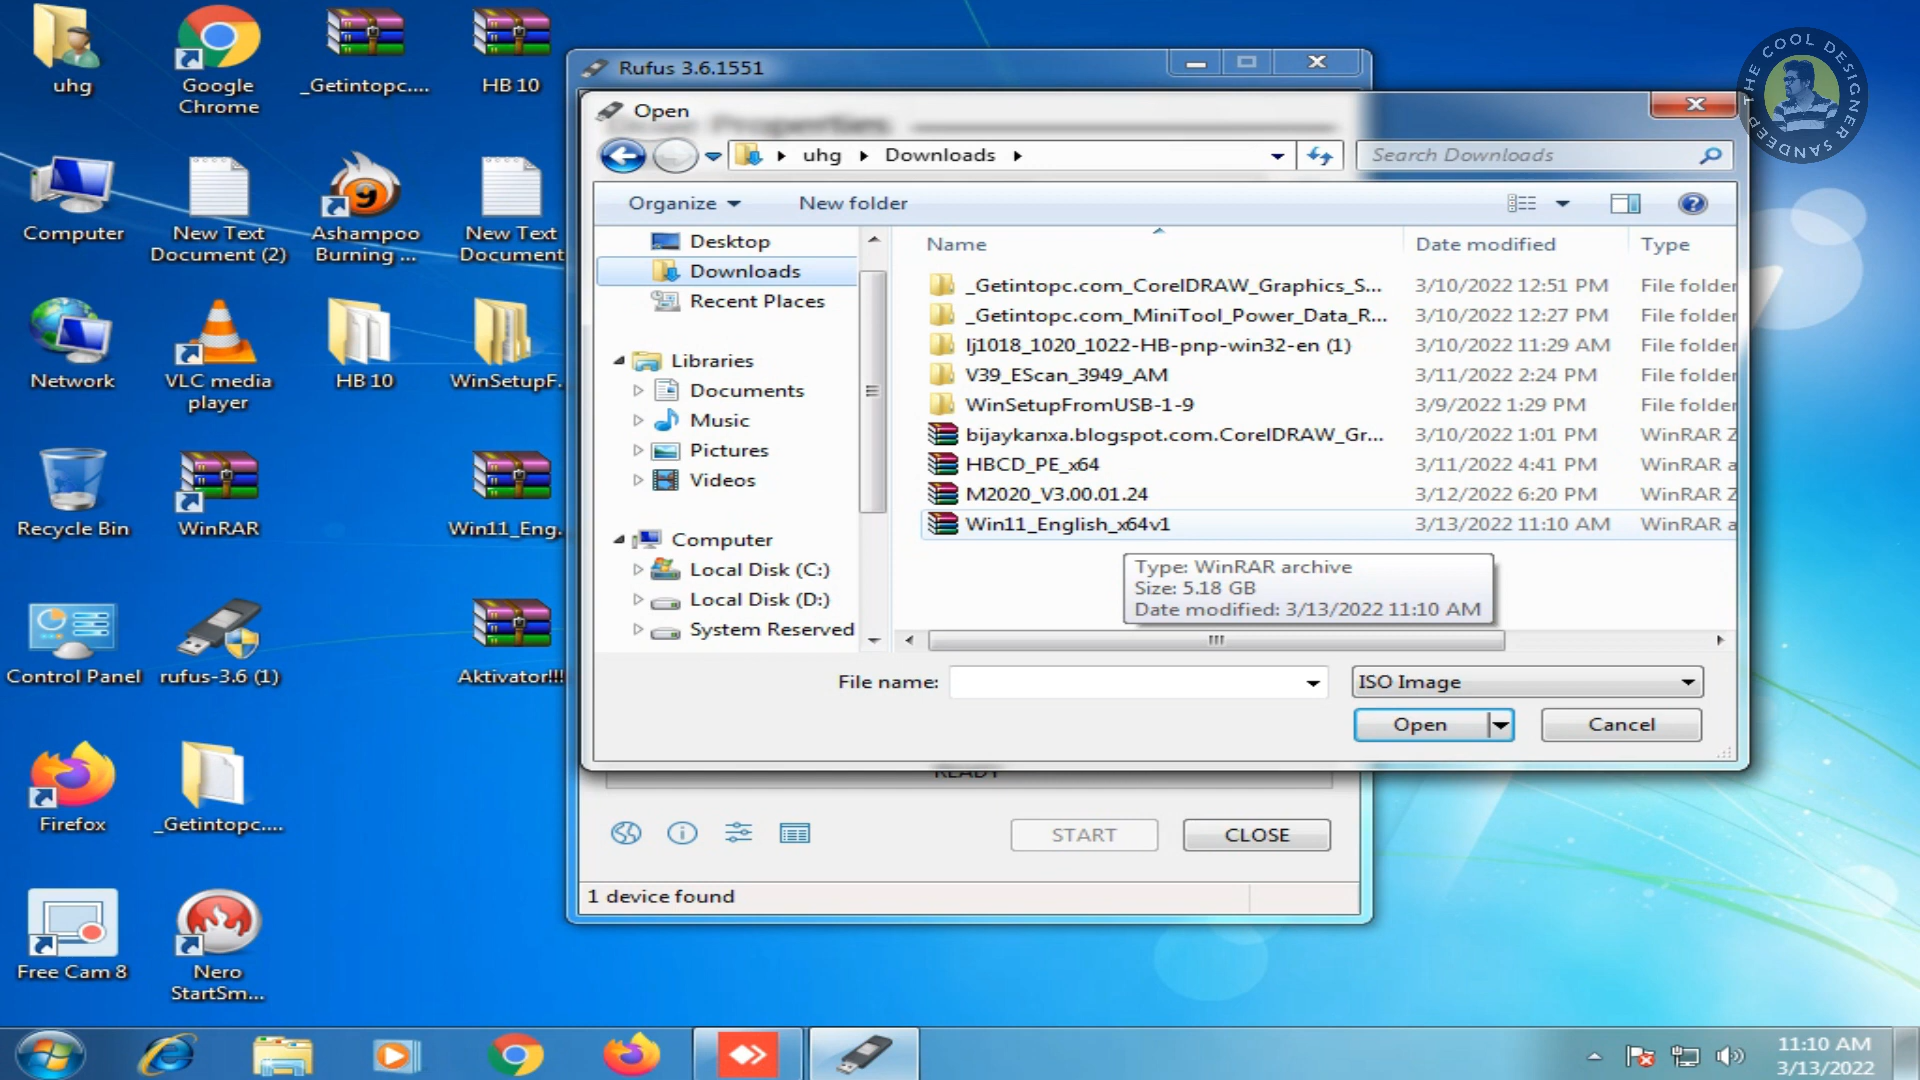 uhg
Google
Chrome
_Getintopc....
HB 10
Computer
New Text
Document (2)
Ashampoo
Burning ...
New Text
Document
Network
VLC media
player
HB 10
WinSetupF.
Recycle Bin
WinRAR
Win11_Eng.
Control Panel
rufus-3.6 (1)
Aktivator!!!
Firefox
_Getintopc....
Free Cam 8
Nero
StartSm...
Rufus 3.6.1551
Open
Properties
uhg
Downloads
Search Downloads
Organize
New folder
Desktop
Downloads
Recent Places
Libraries
Documents
Music
Pictures
Videos
Computer
Local Disk (C:)
Local Disk (D:)
System Reserved
Name Date modified Type
_Getintopc.com_CorelDRAW_Graphics_S... 3/10/2022 12:51 PM File folder
_Getintopc.com_MiniTool_Power_Data_R... 3/10/2022 12:27 PM File folder
lj1018_1020_1022-HB-pnp-win32-en (1) 3/10/2022 11:29 AM File folder
V39_EScan_3949_AM 3/11/2022 2:24 PM File folder
WinSetupFromUSB-1-9 3/9/2022 1:29 PM File folder
bijaykanxa.blogspot.com.CorelDRAW_Gr... 3/10/2022 1:01 PM WinRAR Z
HBCD_PE_x64 3/11/2022 4:41 PM WinRAR a
M2020_V3.00.01.24 3/12/2022 6:20 PM WinRAR Z
Win11_English_x64v1 3/13/2022 11:10 AM WinRAR a
Type: WinRAR archive
Size: 5.18 GB
Date modified: 3/13/2022 11:10 AM
File name:
ISO Image
Open
Cancel
READY
START
CLOSE
1 device found
11:10 AM
3/13/2022
THE COOL DESIGNER SANDEEP